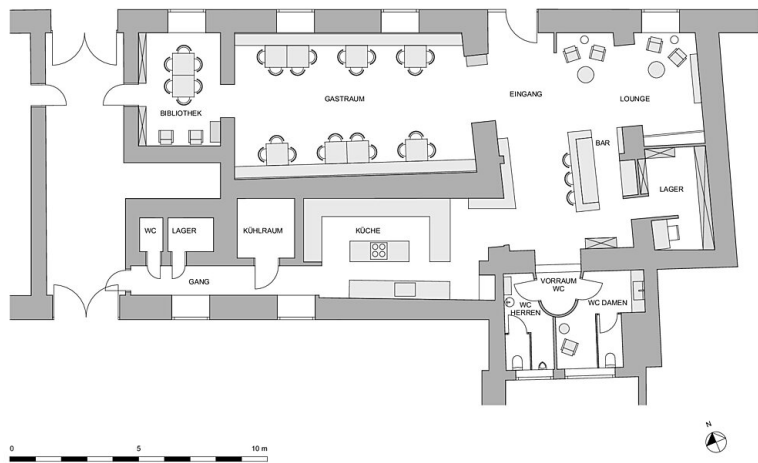 BIBLIOTHEK
GASTRAUM
EINGANG
LOUNGE
BAR
LAGER
WC
LAGER
KÜHLRAUM
KÜCHE
GANG
VORRAUM
WC
WC
HERREN
WC DAMEN
N
0 5 10 m